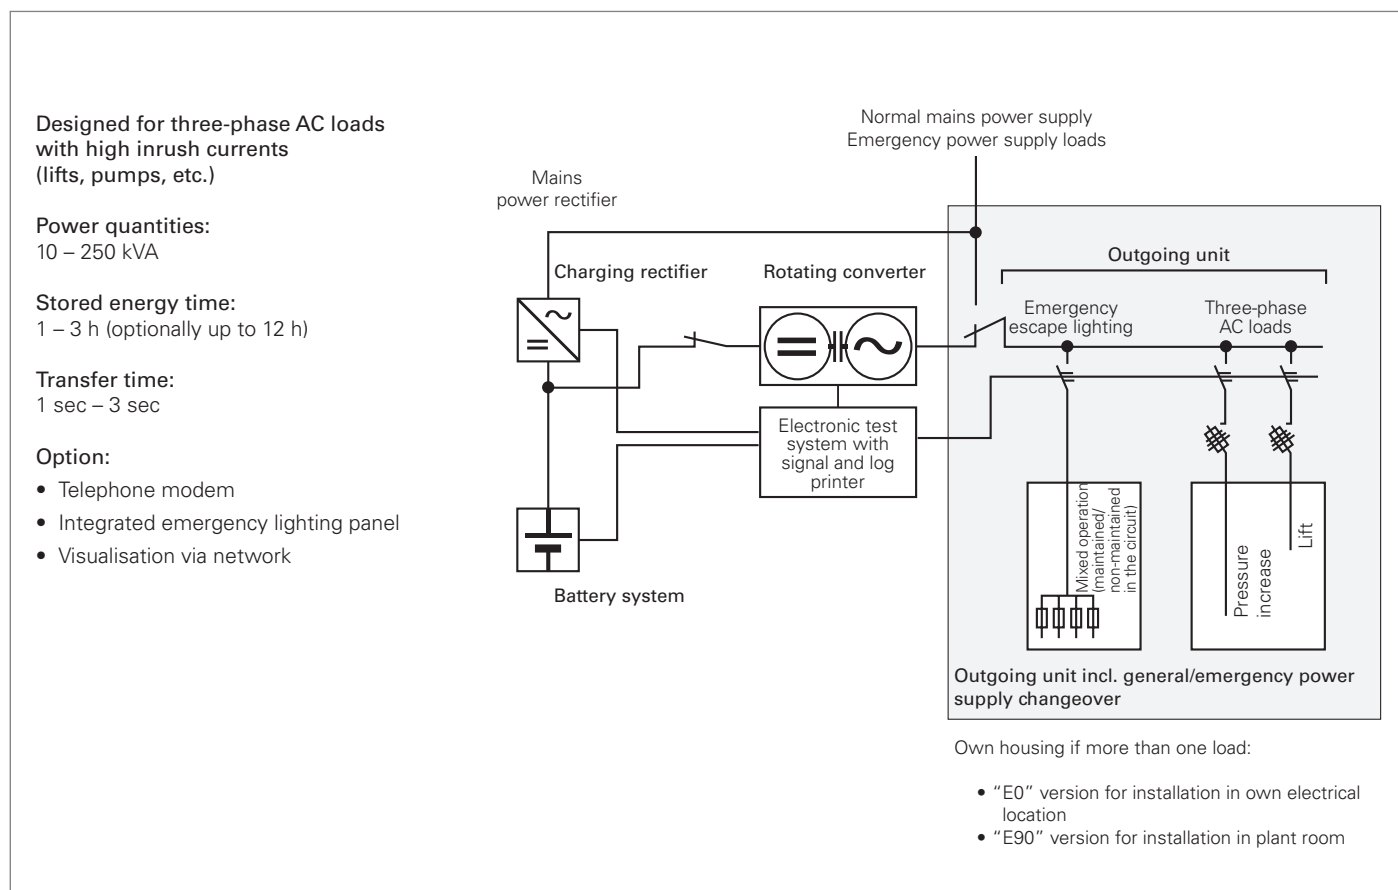 Designed for three-phase AC loads
with high inrush currents
(lifts, pumps, etc.)
Power quantities:
10 – 250 kVA
Stored energy time:
1 – 3 h (optionally up to 12 h)
Transfer time:
1 sec – 3 sec
Option:
• Telephone modem
• Integrated emergency lighting panel
• Visualisation via network
Normal mains power supply
Emergency power supply loads
Mains
power rectifier
Charging rectifier
Rotating converter
Outgoing unit
Emergency
escape lighting
Three-phase
AC loads
Electronic test
system with
signal and log
printer
Mixed operation
(maintained/
non-maintained
in the circuit)
Pressure
increase
Lift
Battery system
Outgoing unit incl. general/emergency power
supply changeover
Own housing if more than one load:
• “E0” version for installation in own electrical
location
• “E90” version for installation in plant room